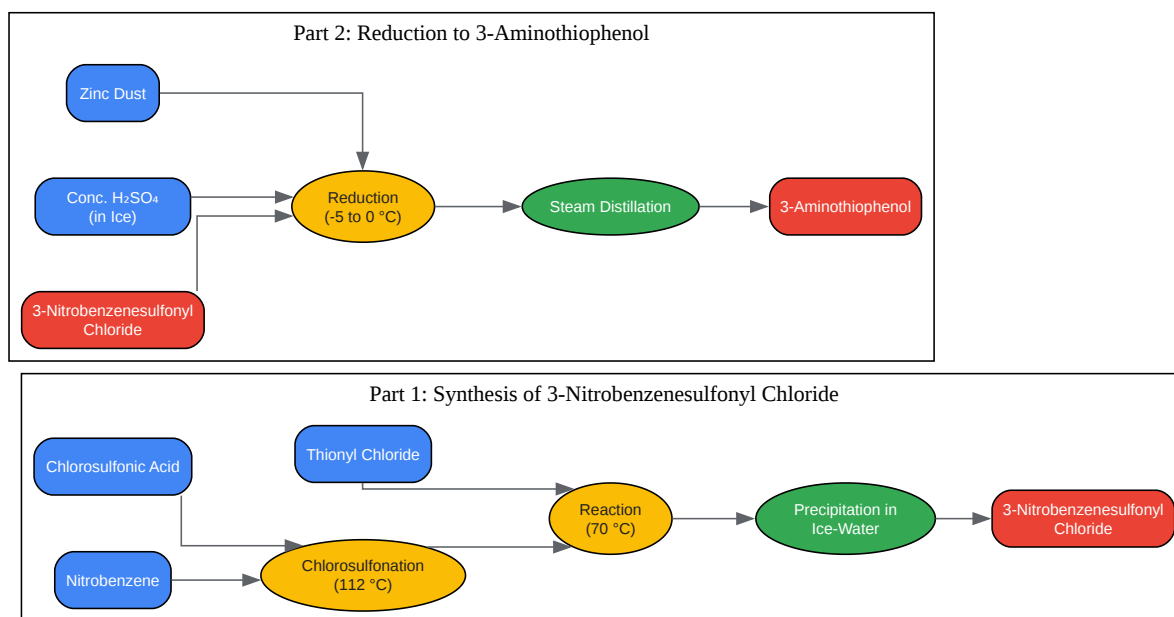 Part 2: Reduction to 3-Aminothiophenol
Zinc Dust
Conc. H₂SO₄
(in Ice)
Reduction
(-5 to 0 °C)
Steam Distillation
3-Aminothiophenol
3-Nitrobenzenesulfonyl
Chloride
Part 1: Synthesis of 3-Nitrobenzenesulfonyl Chloride
Chlorosulfonic Acid
Thionyl Chloride
Reaction
(70 °C)
Precipitation in
Ice-Water
3-Nitrobenzenesulfonyl
Chloride
Nitrobenzene
Chlorosulfonation
(112 °C)